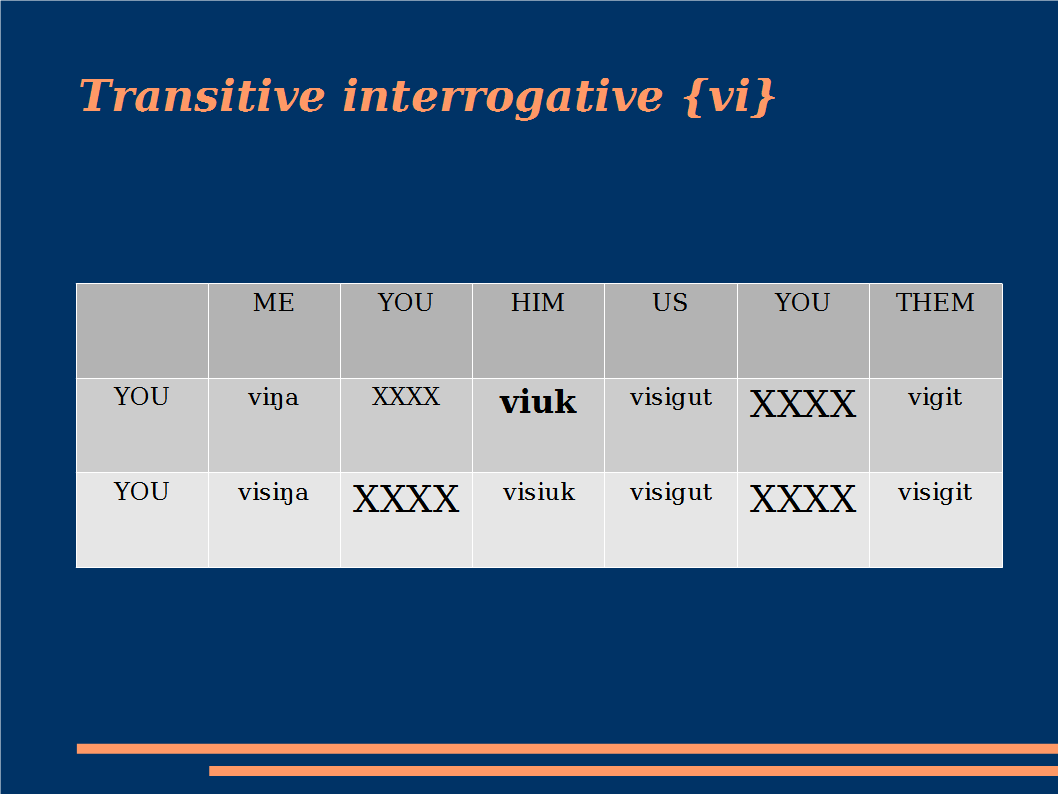 Transitive interrogative {vi}
ME YOU HIM US YOU THEM
YOU viŋa XXXX viuk visigut XXXX vigit
YOU visiŋa XXXX visiuk visigut XXXX visigit